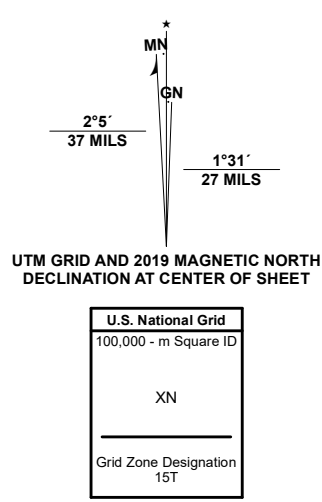 MN
GN
2°5´
37 MILS
1°31´
27 MILS
UTM GRID AND 2019 MAGNETIC NORTH
DECLINATION AT CENTER OF SHEET
U.S. National Grid
100,000 - m Square ID
XN
Grid Zone Designation
15T